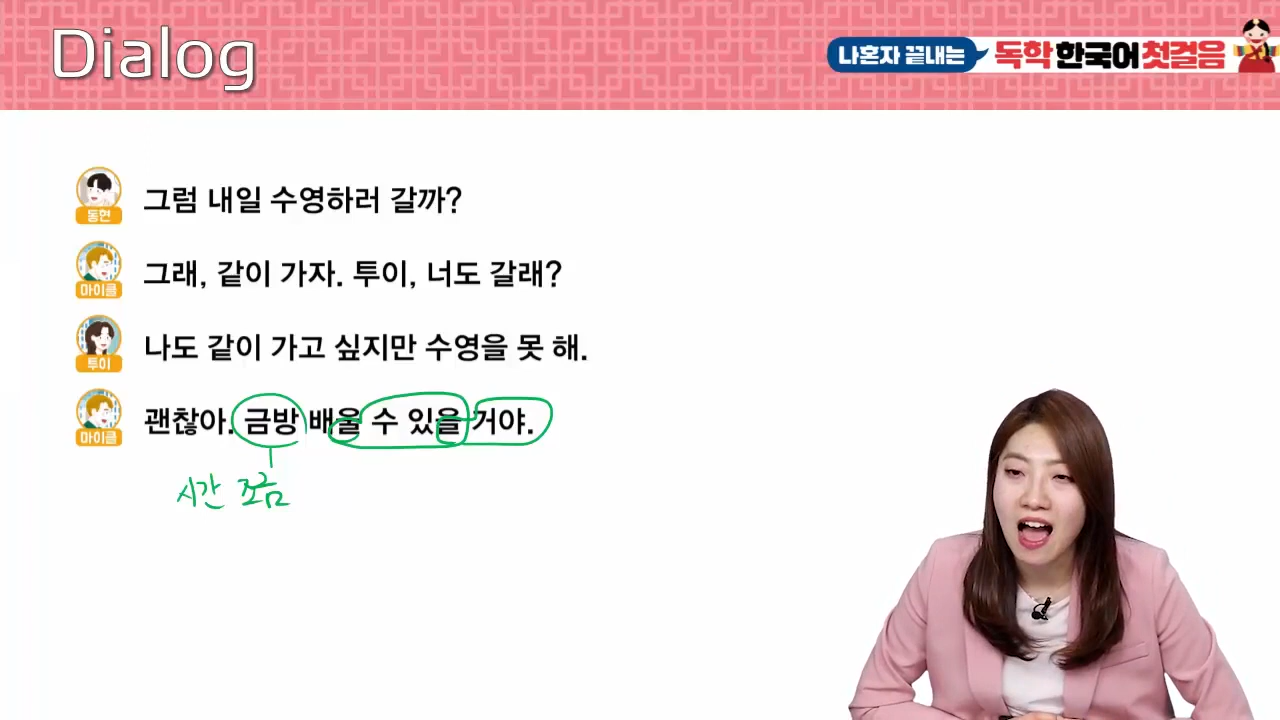 Dialog
나혼자 끝내는 독학 한국어 첫걸음
동현 그럼 내일 수영하러 갈까?
마이클 그래, 같이 가자. 투이, 너도 갈래?
투이 나도 같이 가고 싶지만 수영을 못 해.
마이클 괜찮아. 금방 배울 수 있을 거야.
시간 조금